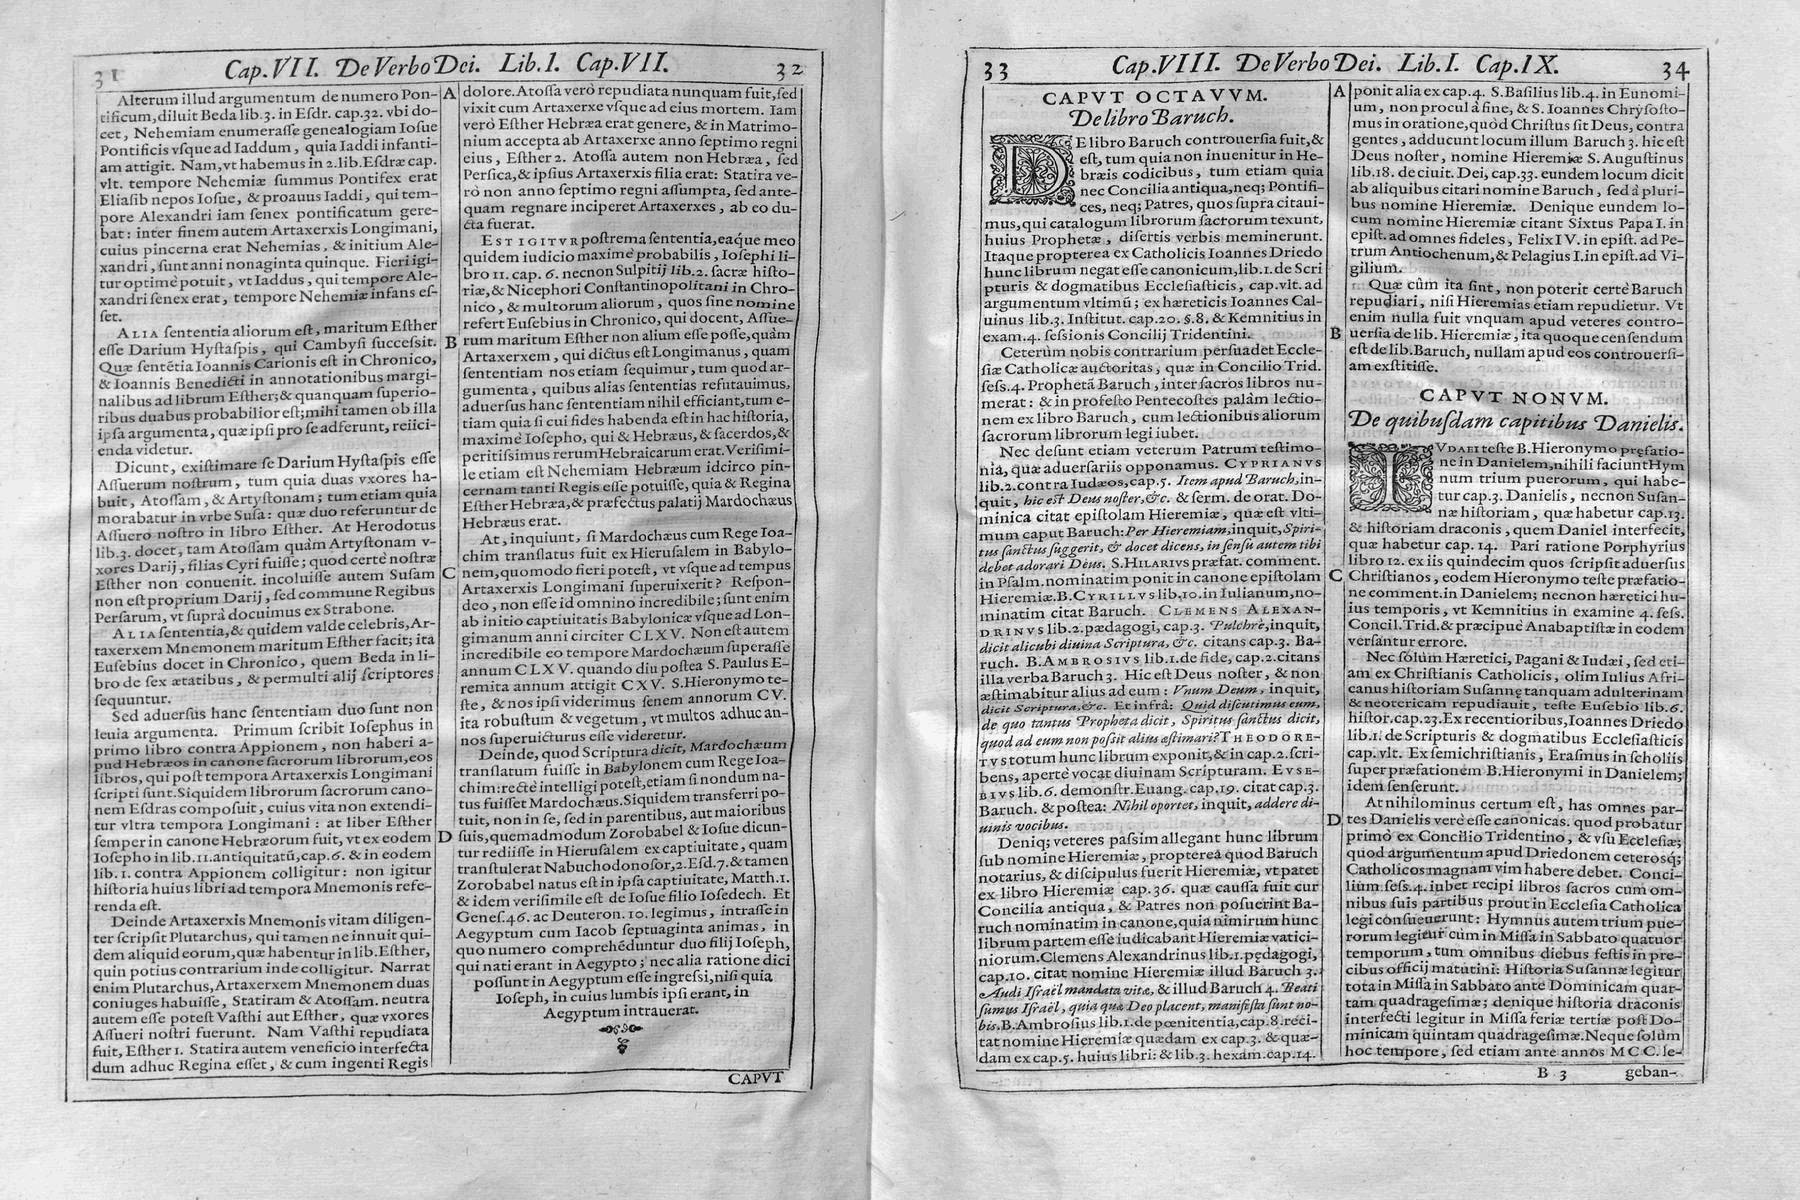 31 Cap. VII. De Verbo Dei. Lib. I. Cap. VII. 32
Alterum illud argumentum de numero Pon-
tificum, diluit Beda lib. 3. in Esdr. cap. 32. vbi do-
cet, Nehemiam enumerasse genealogiam Iosue
Pontificis vsque ad Iaddum, quia Iaddi infanti-
am attigit. Nam, vt habemus in 2. lib. Esdræ cap.
vlt. tempore Nehemiæ summus Pontifex erat
Eliasib nepos Iosue, & proauus Iaddi, qui tem-
pore Alexandri iam senex pontificatum gere-
bat: inter finem autem Artaxerxis Longimani,
cuius pincerna erat Nehemias, & initium Ale-
xandri, sunt anni nonaginta quinque. Fieri igi-
tur optimè potuit, vt Iaddus, qui tempore Ale-
xandri senex erat, tempore Nehemiæ infans es-
set.
ALIA sententia aliorum est, maritum Esther
esse Darium Hystaspis, qui Cambysi successit.
Quæ sentẽtia Ioannis Carionis est in Chronico,
& Ioannis Benedicti in annotationibus margi-
nalibus ad librum Esther; & quanquam superio-
ribus duabus probabilior est; mihi tamen ob illa
ipsa argumenta, quæ ipsi pro se adferunt, reiici-
enda videtur.
Dicunt, existimare se Darium Hystaspis esse
Assuerum nostrum, tum quia duas vxores ha-
buit, Atossam, & Artystonam; tum etiam quia
morabatur in vrbe Susa: quæ duo referuntur de
Assuero nostro in libro Esther. At Herodotus
lib. 3. docet, tam Atossam quàm Artystonam v-
xores Darij, filias Cyri fuisse; quod certè nostræ
Esther non conuenit. incoluisse autem Susam
non est proprium Darij, sed commune Regibus
Persarum, vt suprà docuimus ex Strabone.
ALIA sententia, & quidem valde celebris, Ar-
taxerxem Mnemonem maritum Esther facit; ita
Eusebius docet in Chronico, quem Beda in li-
bro de sex ætatibus, & permulti alij scriptores
sequuntur.
Sed aduersus hanc sententiam duo sunt non
leuia argumenta. Primum scribit Iosephus in
primo libro contra Appionem, non haberi a-
pud Hebræos in canone sacrorum librorum, eos
libros, qui post tempora Artaxerxis Longimani
scripti sunt. Siquidem librorum sacrorum cano-
nem Esdras composuit, cuius vita non extendi-
tur vltra tempora Longimani: at liber Esther
semper in canone Hebræorum fuit, vt ex eodem
Iosepho in lib. 11. antiquitatũ, cap. 6. & in eodem
lib. 1. contra Appionem colligitur: non igitur
historia huius libri ad tempora Mnemonis refe-
renda est.
Deinde Artaxerxis Mnemonis vitam diligen-
ter scripsit Plutarchus, qui tamen ne innuit qui-
dem aliquid eorum, quæ habentur in lib. Esther,
quin potius contrarium inde colligitur. Narrat
enim Plutarchus, Artaxerxem Mnemonem duas
coniuges habuisse, Statiram & Atossam. neutra
autem esse potest Vasthi aut Esther, quæ vxores
Assueri nostri fuerunt. Nam Vasthi repudiata
fuit, Esther 1. Statira autem veneficio interfecta
dum adhuc Regina esset, & cum ingenti Regis
A dolore. Atossa verò repudiata nunquam fuit, sed
vixit cum Artaxerxe vsque ad eius mortem. Iam
verò Esther Hebræa erat genere, & in Matrimo-
nium accepta ab Artaxerxe anno septimo regni
eius, Esther 2. Atossa autem non Hebræa, sed
Persica, & ipsius Artaxerxis filia erat: Statira ve-
rò non anno septimo regni assumpta, sed ante-
quam regnare inciperet Artaxerxes, ab eo du-
cta fuerat.
EST IGITVR postrema sententia, eaque meo
quidem iudicio maximè probabilis, Iosephi li-
bro 11. cap. 6. necnon Sulpitij lib. 2. sacræ histo-
riæ, & Nicephori Constantinopolitani in Chro-
nico, & multorum aliorum, quos sine nomine
refert Eusebius in Chronico, qui docent, Assue-
B rum maritum Esther non alium esse posse, quàm
Artaxerxem, qui dictus est Longimanus, quam
sententiam nos etiam sequimur, tum quod ar-
gumenta, quibus alias sententias refutauimus,
aduersus hanc sententiam nihil efficiant, tum e-
tiam quia si cui fides habenda est in hac historia,
maximè Iosepho, qui & Hebræus, & sacerdos, &
peritissimus rerum Hebraicarum erat. Verisimi-
le etiam est Nehemiam Hebræum idcirco pin-
cernam tanti Regis esse potuisse, quia & Regina
Esther Hebræa, & præfectus palatij Mardochæus
Hebræus erat.
At, inquiunt, si Mardochæus cum Rege Ioa-
chim translatus fuit ex Hierusalem in Babylo-
C nem, quomodo fieri potest, vt vsque ad tempus
Artaxerxis Longimani superuixerit? Respon-
deo, non esse id omnino incredibile; sunt enim
ab initio captiuitatis Babylonicæ vsque ad Lon-
gimanum anni circiter CLXV. Non est autem
incredibile eo tempore Mardochæum superasse
annum CLXV. quando diu postea S. Paulus E-
remita annum attigit CXV. S. Hieronymo te-
ste, & nos ipsi viderimus senem annorum CV.
ita robustum & vegetum, vt multos adhuc an-
nos superuicturus esse videretur.
Deinde, quod Scriptura dicit, Mardochæum
translatum fuisse in Babylonem cum Rege Ioa-
chim: rectè intelligi potest, etiam si nondum na-
tus fuisset Mardochæus. Siquidem transferri po-
tuit, non in se, sed in parentibus, aut maioribus
D suis, quemadmodum Zorobabel & Iosue dicun-
tur rediisse in Hierusalem ex captiuitate, quam
transtulerat Nabuchodonosor, 2. Esd. 7. & tamen
Zorobabel natus est in ipsa captiuitate, Matth. 1.
& idem verisimile est de Iosue filio Iosedech. Et
Genes. 46. ac Deuteron. 10. legimus, intrasse in
Aegyptum cum Iacob septuaginta animas, in
quo numero comprehẽduntur duo filij Ioseph,
qui nati erant in Aegypto; nec alia ratione dici
possunt in Aegyptum esse ingressi, nisi quia
Ioseph, in cuius lumbis ipsi erant, in
Aegyptum intrauerat.
CAPVT
33 Cap. VIII. De Verbo Dei. Lib. I. Cap. IX. 34
CAPVT OCTAVVM.
De libro Baruch.
DE libro Baruch controuersia fuit, &
est, tum quia non inuenitur in He-
bræis codicibus, tum etiam quia
nec Concilia antiqua, neq; Pontifi-
ces, neq; Patres, quos supra citaui-
mus, qui catalogum librorum sacrorum texunt,
huius Prophetæ, disertis verbis meminerunt.
Itaque propterea ex Catholicis Ioannes Driedo
hunc librum negat esse canonicum, lib. 1. de Scri
pturis & dogmatibus Ecclesiasticis, cap. vlt. ad
argumentum vltimũ; ex hæreticis Ioannes Cal-
uinus lib. 3. Institut. cap. 20. §. 8. & Kemnitius in
exam. 4. sessionis Concilij Tridentini.
Ceterùm nobis contrarium persuadet Eccle-
siæ Catholicæ auctoritas, quæ in Concilio Trid.
sess. 4. Prophetã Baruch, inter sacros libros nu-
merat: & in profesto Pentecostes palàm lectio-
nem ex libro Baruch, cum lectionibus aliorum
sacrorum librorum legi iubet.
Nec desunt etiam veterum Patrum testimo-
nia, quæ aduersariis opponamus. CYPRIANVS
lib. 2. contra Iudæos, cap. 5. Item apud Baruch, in-
quit, hic est Deus noster, &c. & serm. de orat. Do-
minica citat epistolam Hieremiæ, quæ est vlti-
mum caput Baruch: Per Hieremiam, inquit, Spiri-
tus sanctus suggerit, & docet dicens, in sensu autem tibi
debet adorari Deus. S. HILARIVS præfat. comment.
in Psalm. nominatim ponit in canone epistolam
Hieremiæ. B. CYRILLVS lib. 10. in Iulianum, no-
minatim citat Baruch. CLEMENS ALEXAN-
DRINVS lib. 2. pædagogi, cap. 3. Pulchrè, inquit,
dicit alicubi diuina Scriptura, &c. citans cap. 3. Ba-
ruch. B. AMBROSIVS lib. 1. de fide, cap. 2. citans
illa verba Baruch 3. Hic est Deus noster, & non
æstimabitur alius ad eum: Vnum Deum, inquit,
dicit Scriptura, &c. Et infrà: Quid discutimus eum,
de quo tantus Propheta dicit, Spiritus sanctus dicit,
quod ad eum non possit alius æstimari? THEODORE-
TVS totum hunc librum exponit, & in cap. 2. scri-
bens, apertè vocat diuinam Scripturam. EVSE-
BIVS lib. 6. demonstr. Euang. cap. 19. citat cap. 3.
Baruch. & postea: Nihil oportet, inquit, addere di-
uinis vocibus.
Deniq; veteres passim allegant hunc librum
sub nomine Hieremiæ, propterea quod Baruch
notarius, & discipulus fuerit Hieremiæ, vt patet
ex libro Hieremiæ cap. 36. quæ caussa fuit cur
Concilia antiqua, & Patres non posuerint Ba-
ruch nominatim in canone, quia nimirum hunc
librum partem esse iudicabant Hieremiæ vatici-
niorum. Clemens Alexandrinus lib. 1. pędagogi,
cap. 10. citat nomine Hieremiæ illud Baruch 3.
Audi Israël mandata vitæ, & illud Baruch 4. Beati
sumus Israël, quia quæ Deo placent, manifesta sunt no-
bis. B. Ambrosius lib. 1. de pœnitentia, cap. 8. reci-
tat nomine Hieremiæ quædam ex cap. 3. & quæ-
dam ex cap. 5. huius libri: & lib. 3. hexam. cap. 14.
A ponit alia ex cap. 4. S. Basilius lib. 4. in Eunomi-
um, non procul à fine, & S. Ioannes Chrysosto-
mus in oratione, quòd Christus sit Deus, contra
gentes, adducunt locum illum Baruch 3. hic est
Deus noster, nomine Hieremiæ S. Augustinus
lib. 18. de ciuit. Dei, cap. 33. eundem locum dicit
ab aliquibus citari nomine Baruch, sed à pluri-
bus nomine Hieremiæ. Denique eundem lo-
cum nomine Hieremiæ citant Sixtus Papa I. in
epist. ad omnes fideles, Felix IV. in epist. ad Pe-
trum Antiochenum, & Pelagius I. in epist. ad Vi-
gilium.
Quæ cùm ita sint, non poterit certè Baruch
repudiari, nisi Hieremias etiam repudietur. Vt
enim nulla fuit vnquam apud veteres contro-
B uersia de lib. Hieremiæ; ita quoque censendum
est de lib. Baruch, nullam apud eos controuersi-
am exstitisse.
CAPVT NONVM.
De quibusdam capitibus Danielis.
IVDAEI teste B. Hieronymo pręfatio-
ne in Danielem, nihili faciunt Hym
num trium puerorum, qui habe-
tur cap. 3. Danielis, necnon Susan-
næ historiam, quæ habetur cap. 13.
& historiam draconis, quem Daniel interfecit,
quæ habetur cap. 14. Pari ratione Porphyrius
libro 12. ex iis quindecim quos scripsit aduersus
C Christianos, eodem Hieronymo teste præfatio-
ne comment. in Danielem; necnon hæretici hu-
ius temporis, vt Kemnitius in examine 4. sess.
Concil. Trid. & præcipuè Anabaptistæ in eodem
versantur errore.
Nec solùm Hæretici, Pagani & Iudæi, sed eti-
am ex Christianis Catholicis, olim Iulius Afri-
canus historiam Susannę tanquam adulterinam
& neotericam repudiauit, teste Eusebio lib. 6.
histor. cap. 23. Ex recentioribus, Ioannes Driedo
lib. 1. de Scripturis & dogmatibus Ecclesiasticis
cap. vlt. Ex semichristianis, Erasmus in scholiis
super præfationem B. Hieronymi in Danielem;
idem senserunt.
At nihilominus certum est, has omnes par-
D tes Danielis verè esse canonicas. quod probatur
primò ex Concilio Tridentino, & vsu Ecclesiæ;
quod argumentum apud Driedonem ceterosq;
Catholicos magnam vim habere debet. Conci-
lium sess. 4. iubet recipi libros sacros cum om-
nibus suis partibus prout in Ecclesia Catholica
legi consueuerunt: Hymnus autem trium pue-
rorum legitur cùm in Missa in Sabbato quatuor
temporum, tum omnibus diebus festis in pre-
cibus officij matutini: Historia Susannæ legitur
tota in Missa in Sabbato ante Dominicam quar-
tam quadragesimæ; denique historia draconis
interfecti legitur in Missa feriæ tertiæ post Do-
minicam quintam quadragesimæ. Neque solùm
hoc tempore, sed etiam ante annos MCC. le-
B 3 geban-